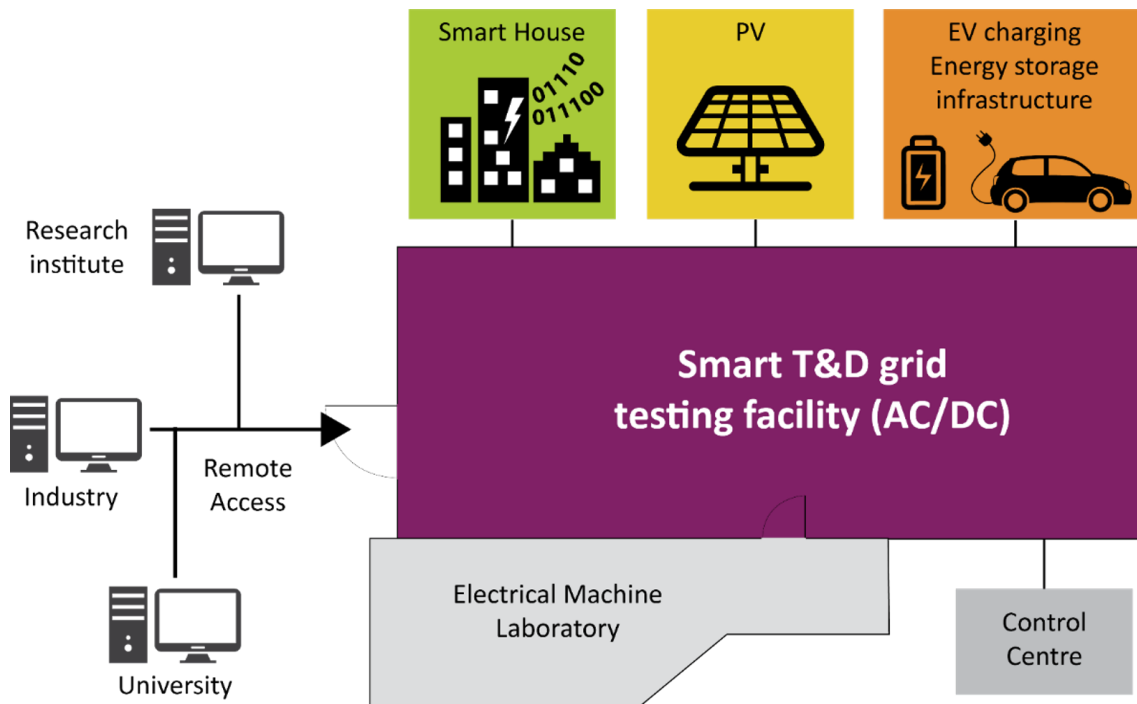 Smart House
01110
011100
PV
EV charging
Energy storage
infrastructure
Research
institute
Industry
Remote
Access
University
Smart T&D grid
testing facility (AC/DC)
Electrical Machine
Laboratory
Control
Centre